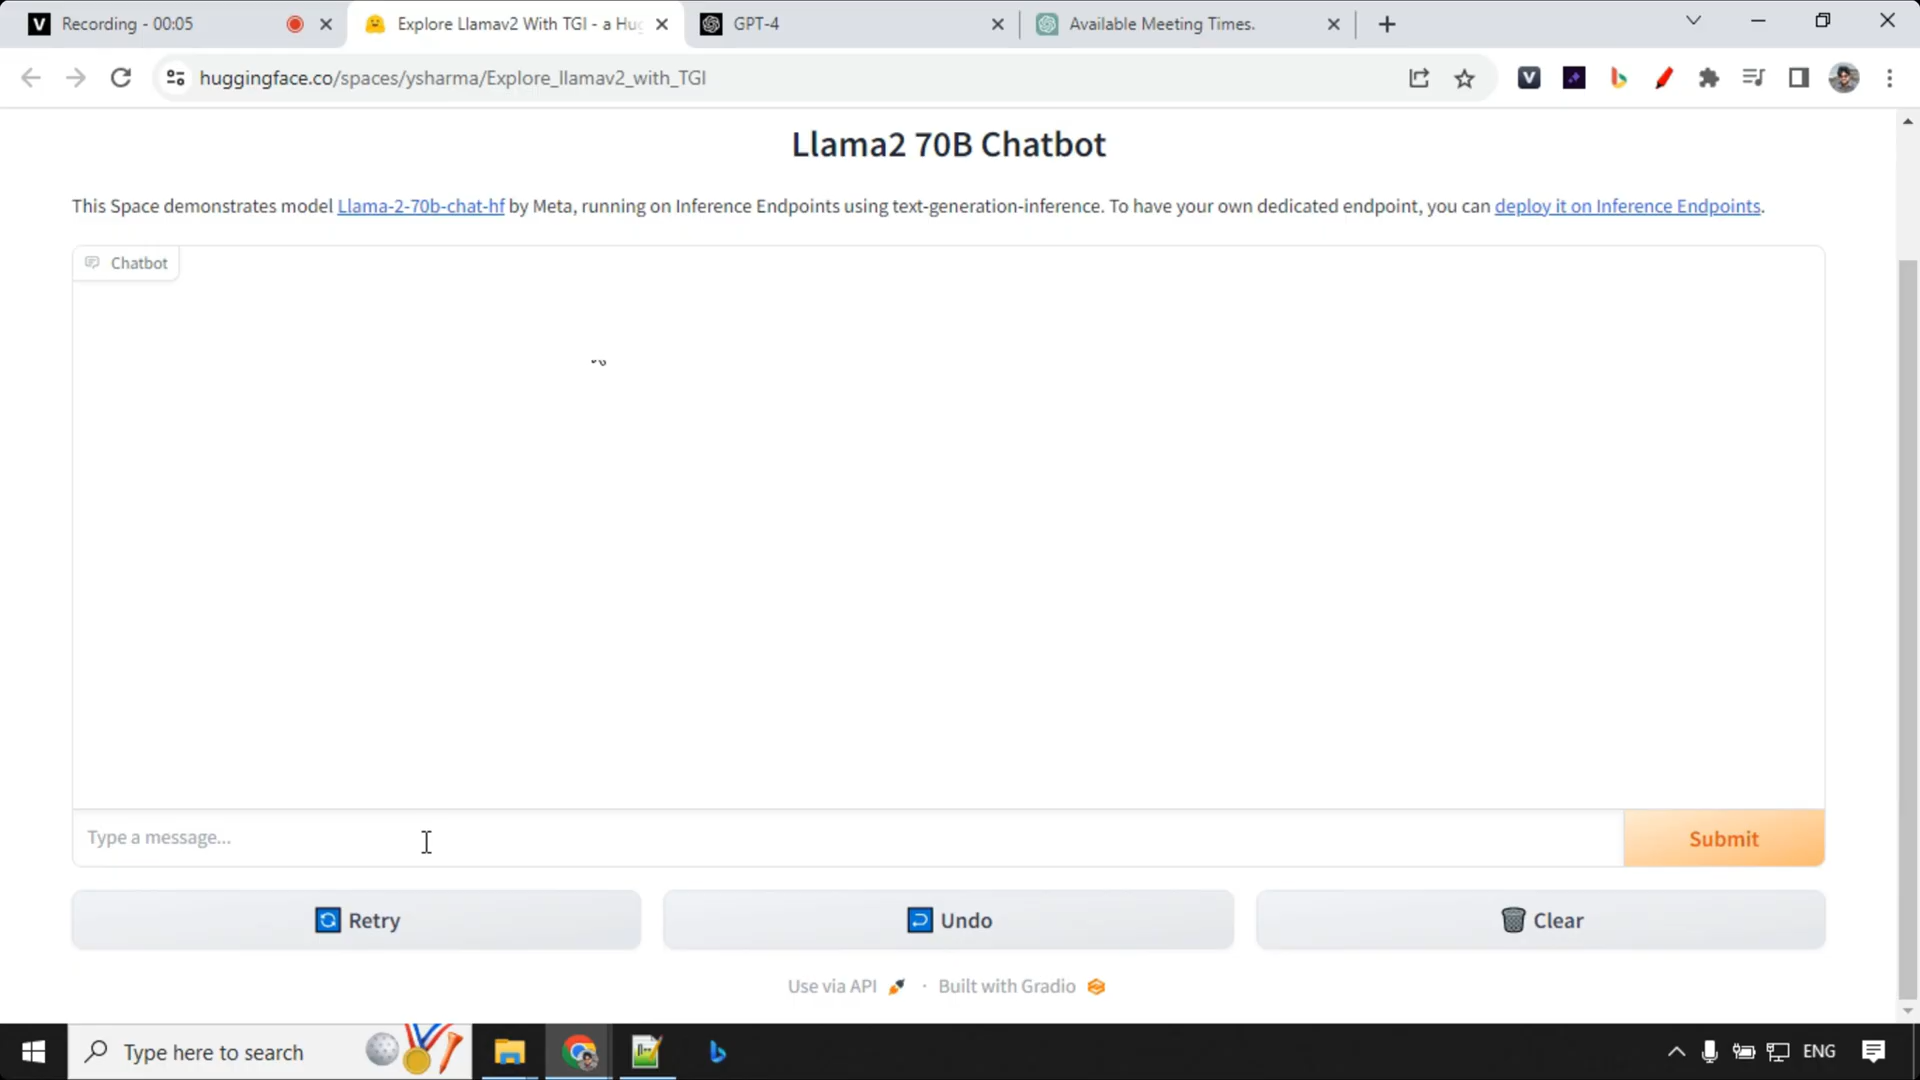 Recording - 00:05
Explore Llamav2 With TGI - a Hug
GPT-4
Available Meeting Times.
huggingface.co/spaces/ysharma/Explore_llamav2_with_TGI
Llama2 70B Chatbot
This Space demonstrates model Llama-2-70b-chat-hf by Meta, running on Inference Endpoints using text-generation-inference. To have your own dedicated endpoint, you can deploy it on Inference Endpoints.
Chatbot
Type a message...
Submit
Retry
Undo
Clear
Use via API · Built with Gradio
Type here to search
ENG